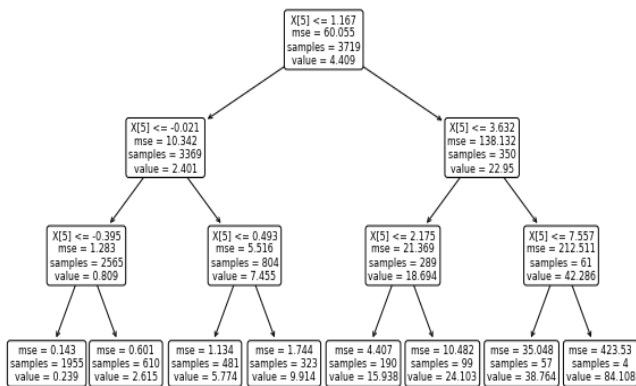 X[5] <= 1.167
mse = 60.055
samples = 3719
value = 4.409
X[5] <= -0.021
mse = 10.342
samples = 3369
value = 2.401
X[5] <= 3.632
mse = 138.132
samples = 350
value = 22.95
X[5] <= -0.395
mse = 1.283
samples = 2565
value = 0.809
X[5] <= 0.493
mse = 5.516
samples = 804
value = 7.455
X[5] <= 2.175
mse = 21.369
samples = 289
value = 18.694
X[5] <= 7.557
mse = 212.511
samples = 61
value = 42.286
mse = 0.143
samples = 1955
value = 0.239
mse = 0.601
samples = 610
value = 2.615
mse = 1.134
samples = 481
value = 5.774
mse = 1.744
samples = 323
value = 9.914
mse = 4.407
samples = 190
value = 15.938
mse = 10.482
samples = 99
value = 24.103
mse = 35.048
samples = 57
value = 38.764
mse = 423.53
samples = 4